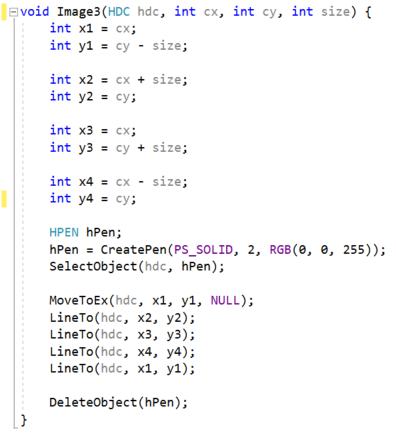 void Image3(HDC hdc, int cx, int cy, int size) {
int x1 = cx;
int y1 = cy - size;
int x2 = cx + size;
int y2 = cy;
int x3 = cx;
int y3 = cy + size;
int x4 = cx - size;
int y4 = cy;
HPEN hPen;
hPen = CreatePen(PS_SOLID, 2, RGB(0, 0, 255));
SelectObject(hdc, hPen);
MoveToEx(hdc, x1, y1, NULL);
LineTo(hdc, x2, y2);
LineTo(hdc, x3, y3);
LineTo(hdc, x4, y4);
LineTo(hdc, x1, y1);
DeleteObject(hPen);
}